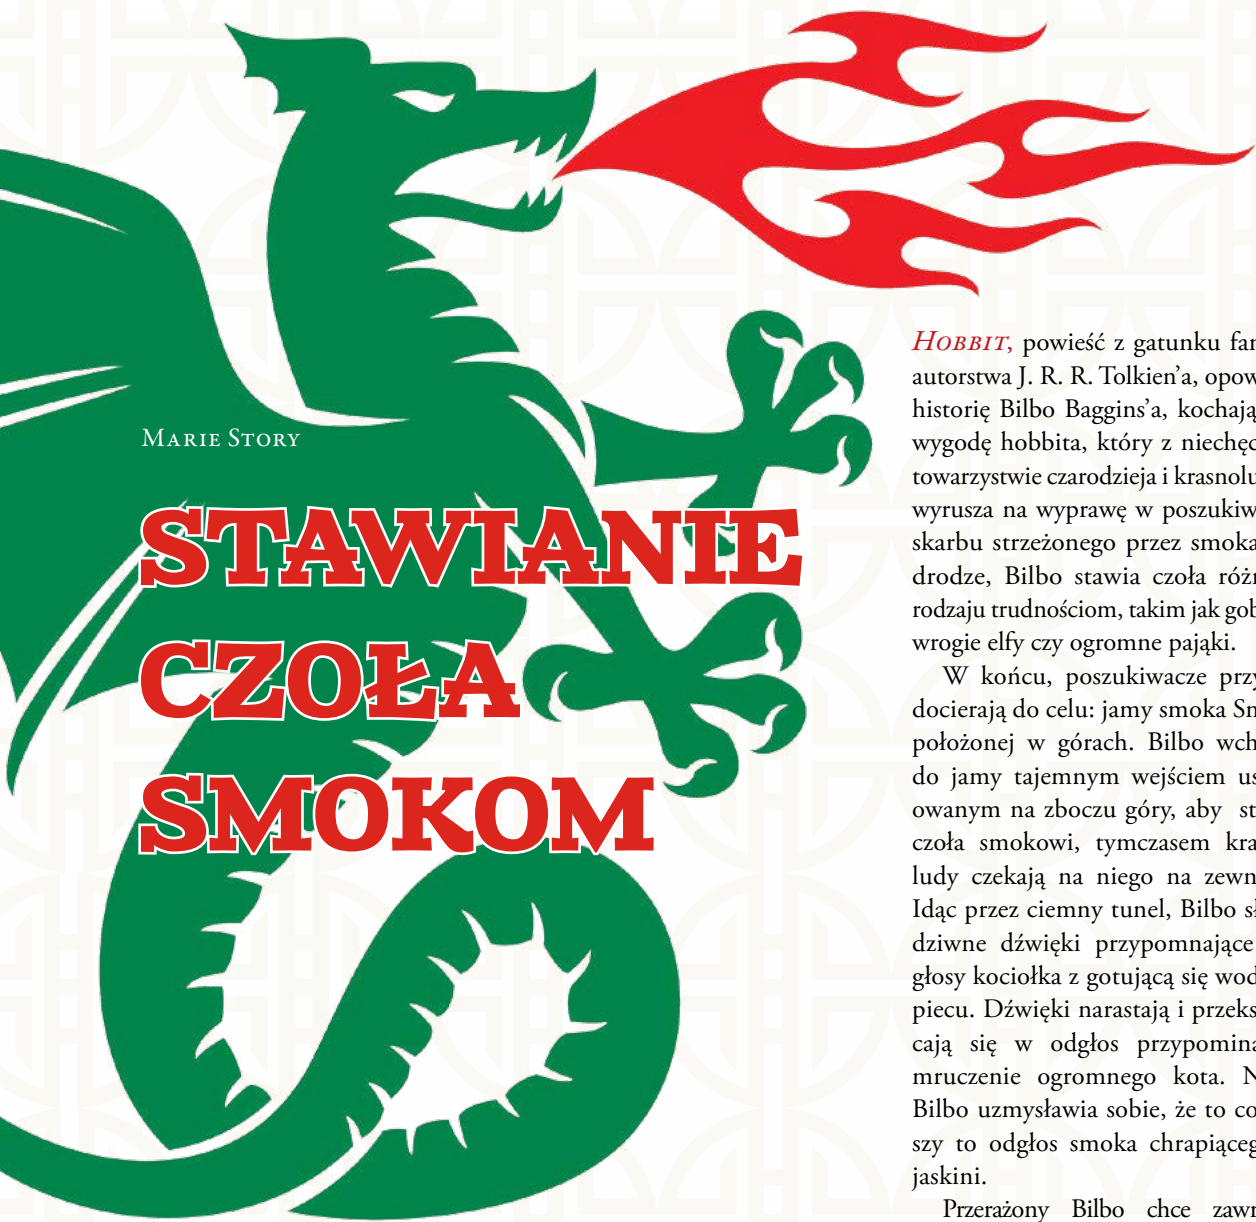 MARIE STORY
STAWIANIE
CZOŁA
SMOKOM
HOBBIT, powieść z gatunku fan
autorstwa J. R. R. Tolkien’a, opow
historię Bilbo Baggins’a, kochają
wygodę hobbita, który z niechęc
towarzystwie czarodzieja i krasnolu
wyrusza na wyprawę w poszukiw
skarbu strzeżonego przez smoka
drodze, Bilbo stawia czoła różn
rodzaju trudnościom, takim jak gob
wrogie elfy czy ogromne pająki.
W końcu, poszukiwacze przy
docierają do celu: jamy smoka Sm
położonej w górach. Bilbo wch
do jamy tajemnym wejściem us
owanym na zboczu góry, aby st
czoła smokowi, tymczasem kra
ludy czekają na niego na zewn
Idąc przez ciemny tunel, Bilbo sł
dziwne dźwięki przypomnające
głosy kociołka z gotującą się wod
piecu. Dźwięki narastają i przeks
cają się w odgłos przypomina
mruczenie ogromnego kota. N
Bilbo uzmysławia sobie, że to co
szy to odgłos smoka chrapiąceg
jaskini.
Przerażony Bilbo chce zawr